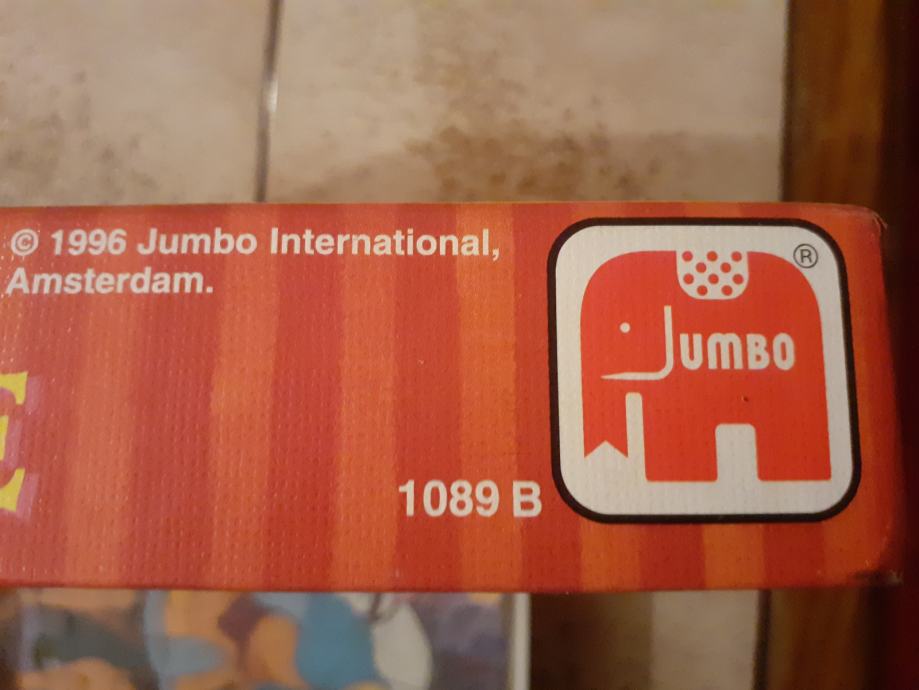 © 1996 Jumbo International,
Amsterdam.
®
JUMBO
E
1089 B